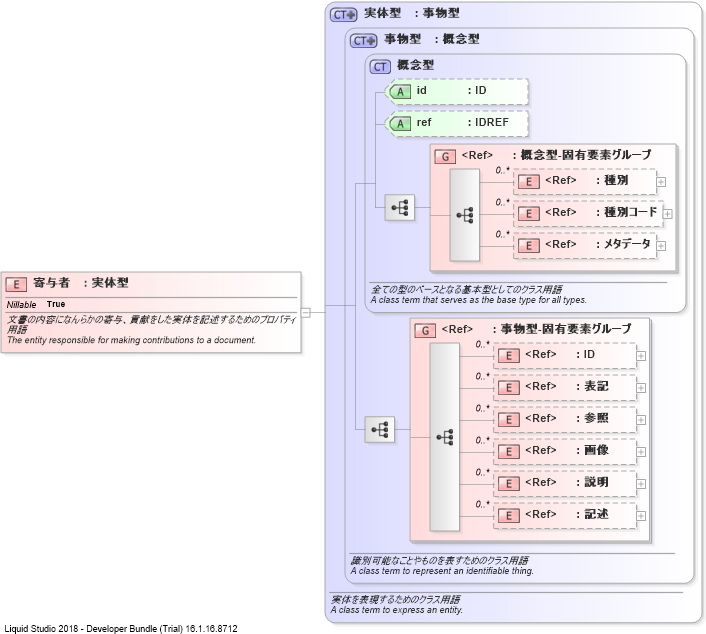 CT 実体型 : 事物型
CT 事物型 : 概念型
CT 概念型
A id : ID
A ref : IDREF
G <Ref> : 概念型-固有要素グループ
0..*
E <Ref> : 種別
0..*
E <Ref> : 種別コード
0..*
E <Ref> : メタデータ
全ての型のベースとなる基本型としてのクラス用語
A class term that serves as the base type for all types.
E 寄与者 : 実体型
Nillable True
文書の内容になんらかの寄与、貢献をした実体を記述するためのプロパティ
用語
The entity responsible for making contributions to a document.
G <Ref> : 事物型-固有要素グループ
0..*
E <Ref> : ID
0..*
E <Ref> : 表記
0..*
E <Ref> : 参照
0..*
E <Ref> : 画像
0..*
E <Ref> : 説明
0..*
E <Ref> : 記述
識別可能なことやものを表すためのクラス用語
A class term to represent an identifiable thing.
実体を表現するためのクラス用語
A class term to express an entity.
Liquid Studio 2018 - Developer Bundle (Trial) 16.1.16.8712